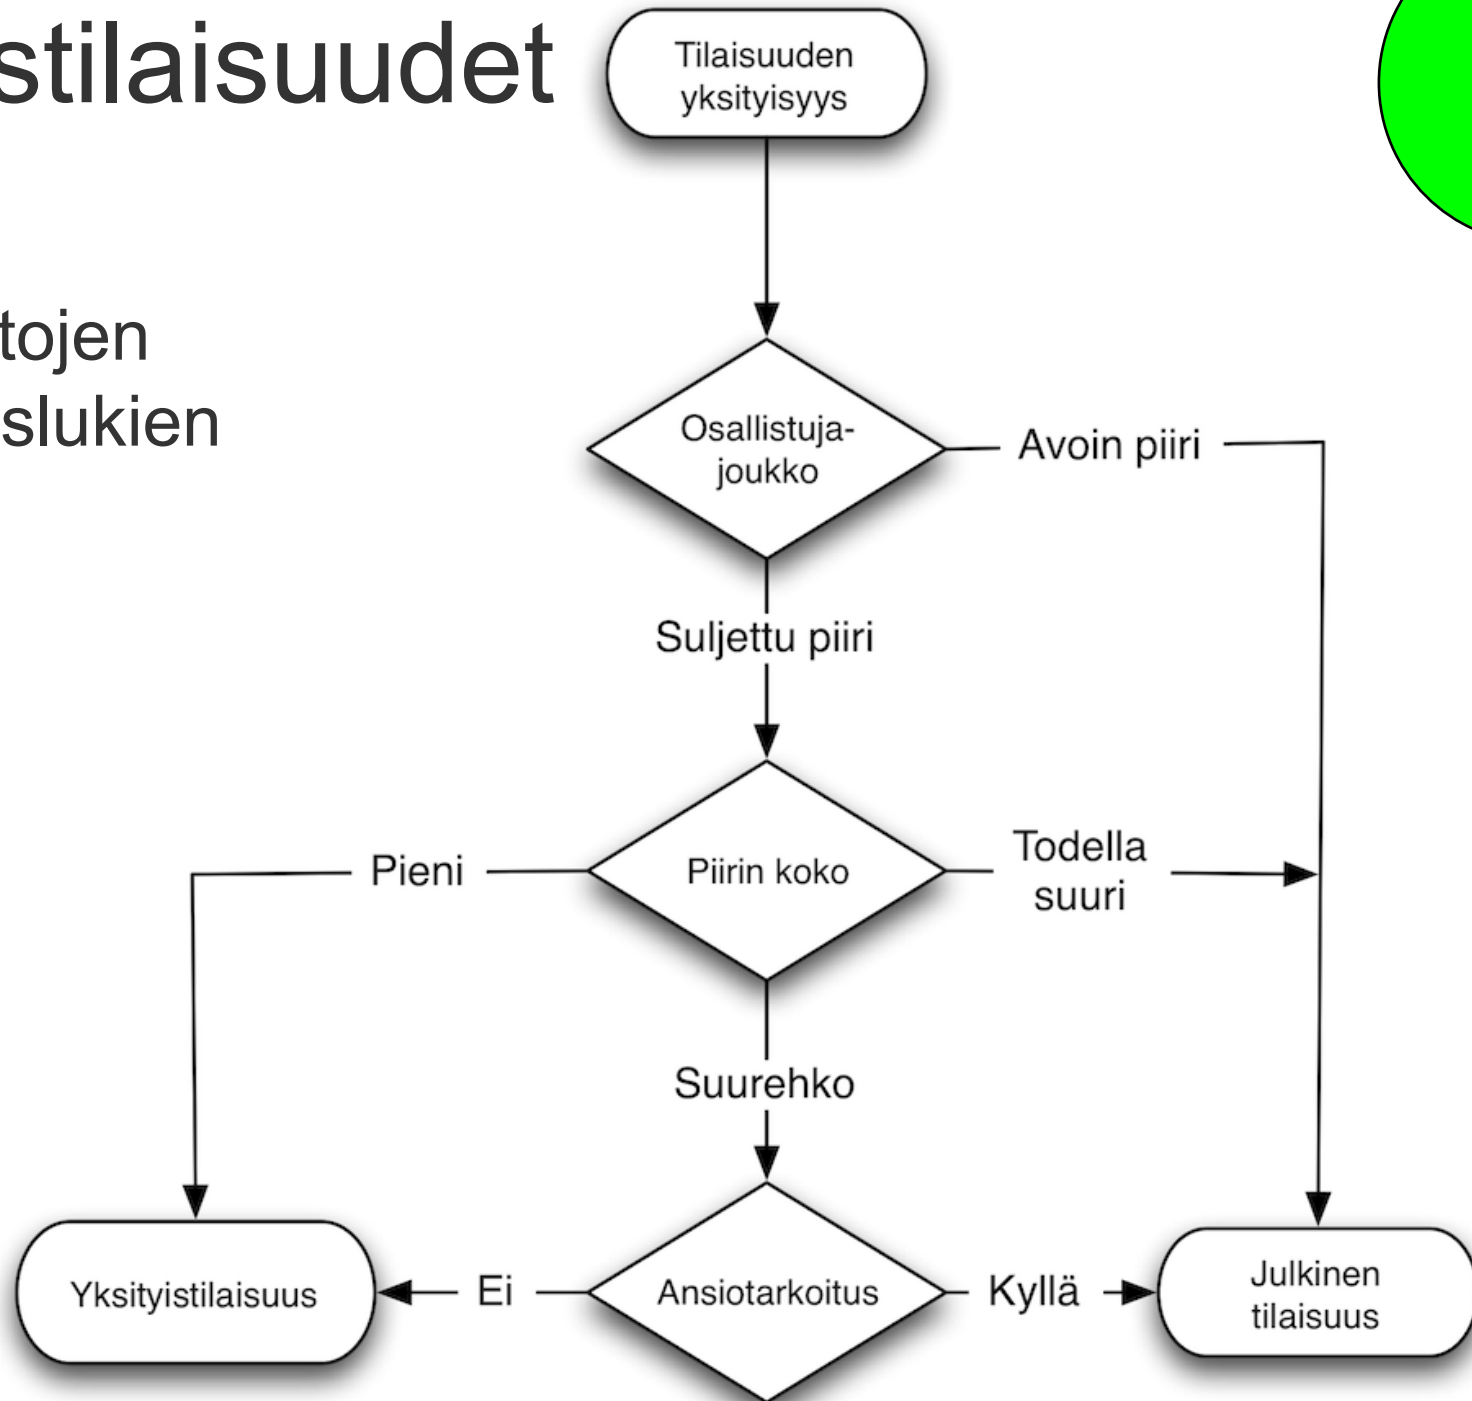 stilaisuudet
Tilaisuuden
yksityisyys
tojen
slukien
Osallistuja-
joukko
Avoin piiri
Suljettu piiri
Pieni
Piirin koko
Todella
suuri
Suurehko
Yksityistilaisuus
Ei
Ansiotarkoitus
Kyllä
Julkinen
tilaisuus